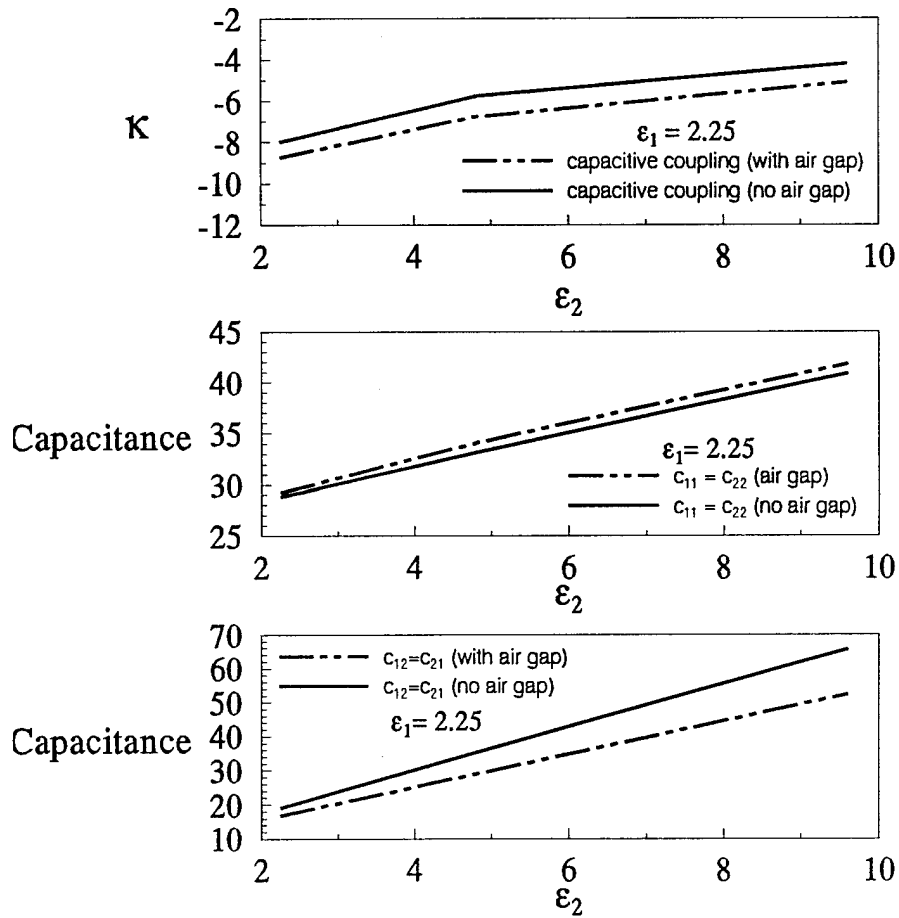 -2
-4
-6
-8
-10
-12
κ
ε₁ = 2.25
capacitive coupling (with air gap)
capacitive coupling (no air gap)
2 4 6 8 10
ε₂
45
40
35
30
25
Capacitance
ε₁ = 2.25
c₁₁ = c₂₂ (air gap)
c₁₁ = c₂₂ (no air gap)
2 4 6 8 10
ε₂
70
60
50
40
30
20
10
Capacitance
c₁₂=c₂₁ (with air gap)
c₁₂=c₂₁ (no air gap)
ε₁= 2.25
2 4 6 8 10
ε₂